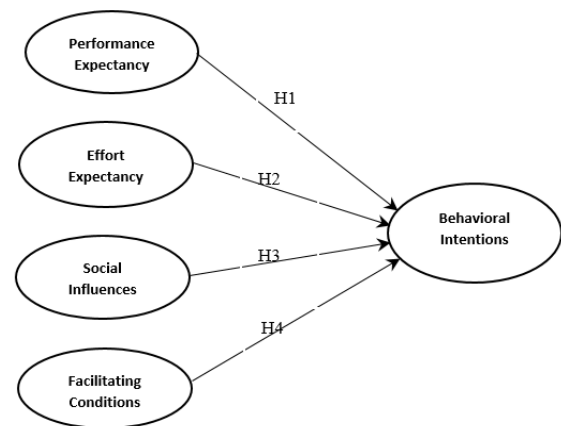 Performance
Expectancy
H1
Effort
Expectancy
H2
Behavioral
Intentions
Social
Influences
H3
H4
Facilitating
Conditions